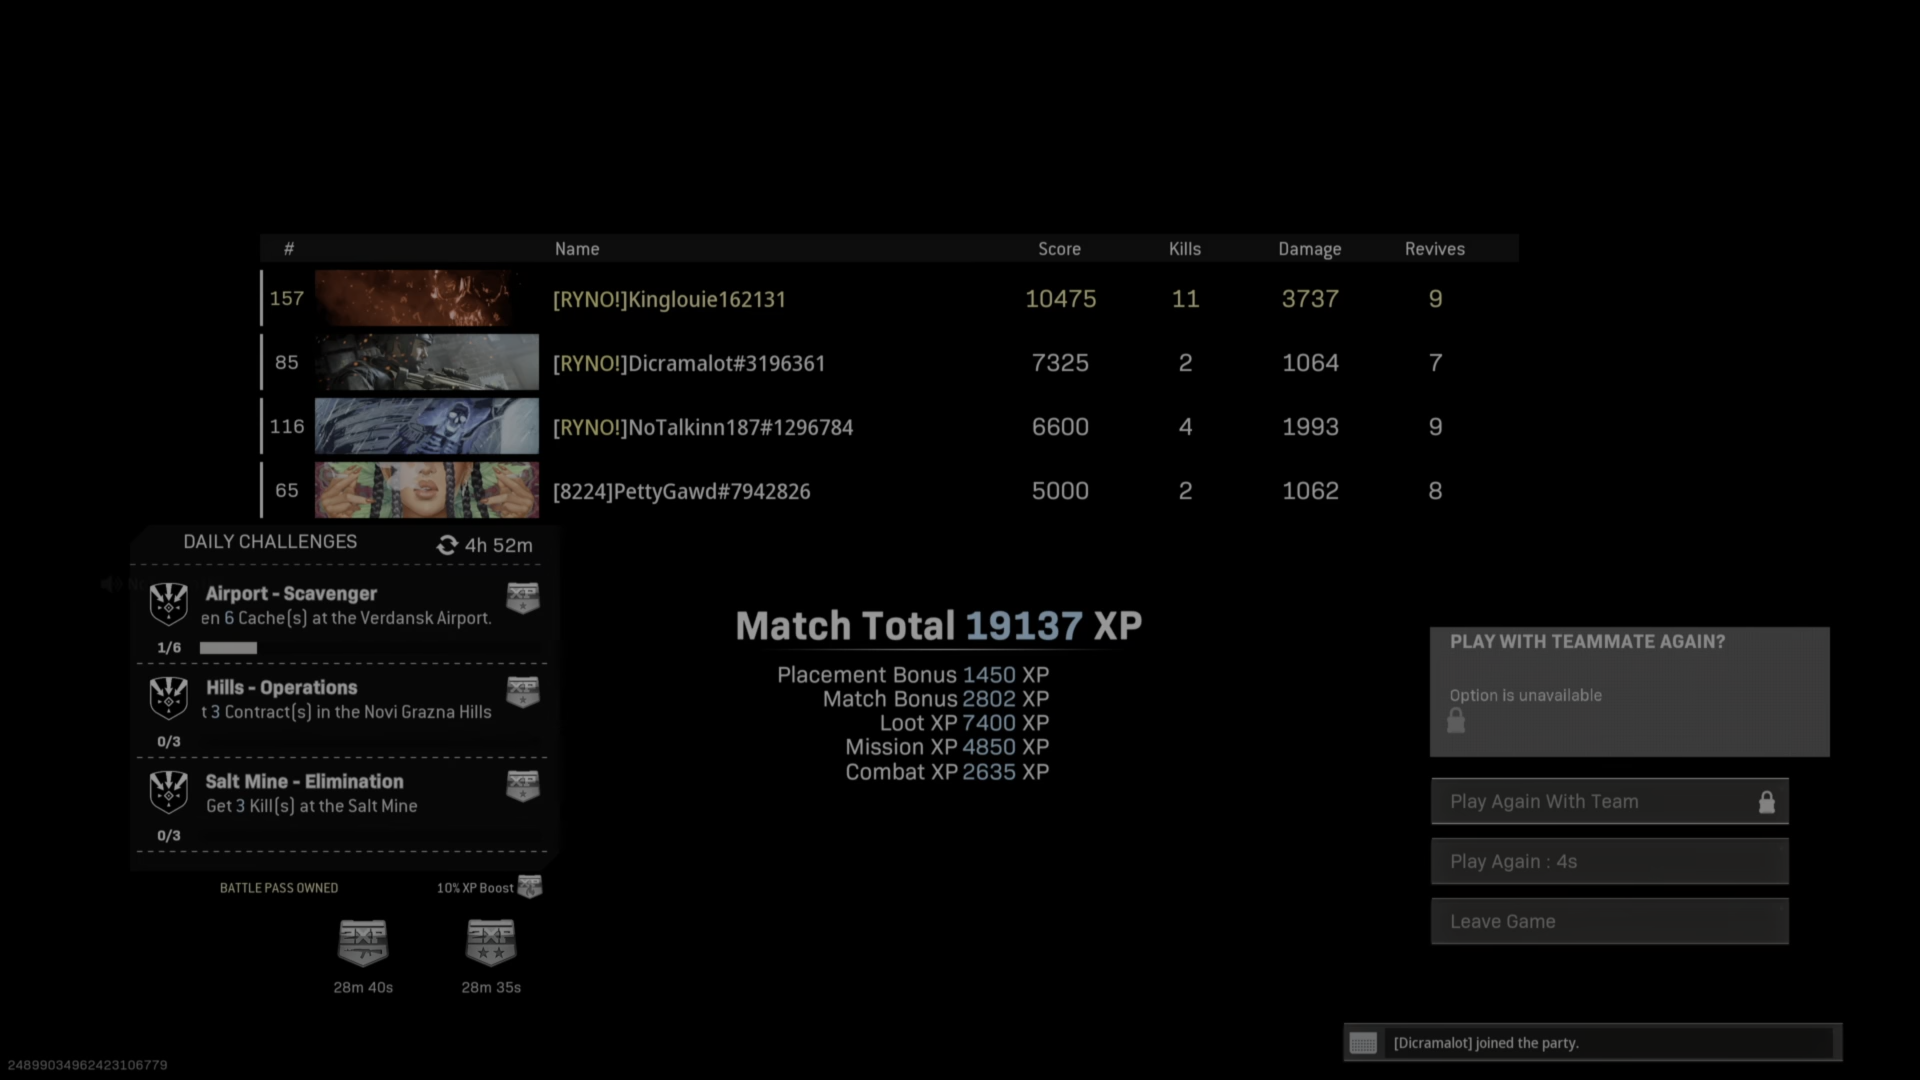 # Name Score Kills Damage Revives
157 [RYNO!]Kinglouie162131 10475 11 3737 9
85 [RYNO!]Dicramalot#3196361 7325 2 1064 7
116 [RYNO!]NoTalkinn187#1296784 6600 4 1993 9
65 [8224]PettyGawd#7942826 5000 2 1062 8
DAILY CHALLENGES 4h 52m
Airport - Scavenger XP
en 6 Cache(s) at the Verdansk Airport.
1/6
Hills - Operations XP
t 3 Contract(s) in the Novi Grazna Hills
0/3
Salt Mine - Elimination XP
Get 3 Kill(s) at the Salt Mine
0/3
BATTLE PASS OWNED 10% XP Boost
2XP 2XP
28m 40s 28m 35s
Match Total 19137 XP
Placement Bonus 1450 XP
Match Bonus 2802 XP
Loot XP 7400 XP
Mission XP 4850 XP
Combat XP 2635 XP
PLAY WITH TEAMMATE AGAIN?
Option is unavailable
Play Again With Team
Play Again : 4s
Leave Game
[Dicramalot] joined the party.
24899034962423106779